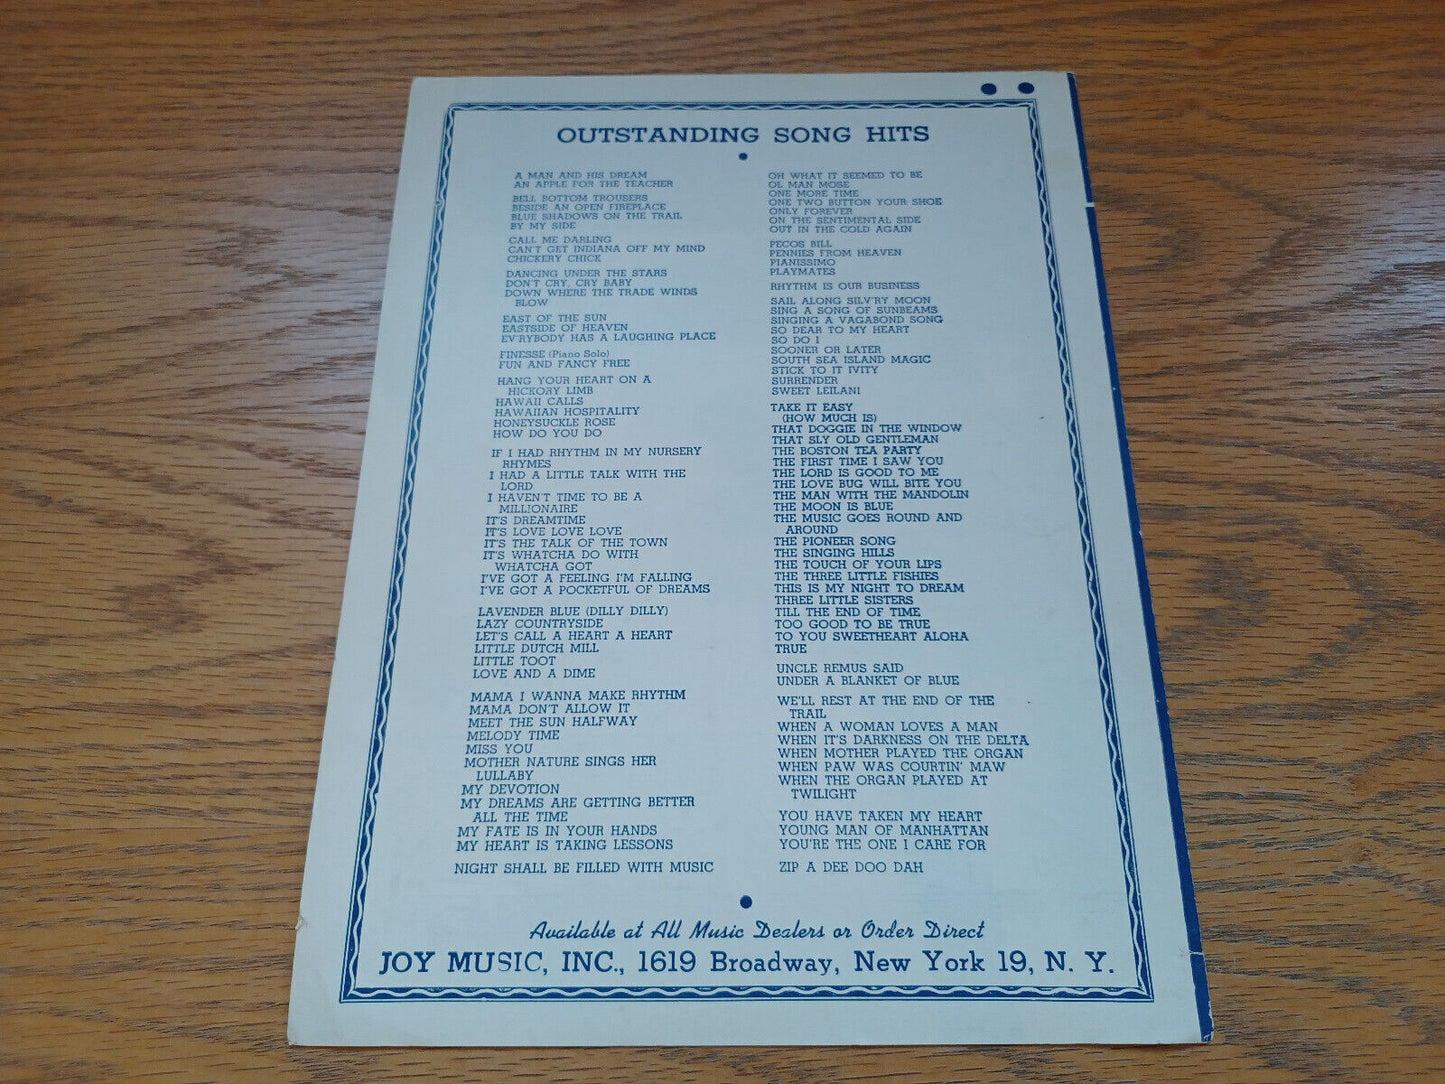 OUTSTANDING SONG HITS
A MAN AND HIS DREAM
AN APPLE FOR THE TEACHER
BELL BOTTOM TROUSERS
BESIDE AN OPEN FIREPLACE
BLUE SHADOWS ON THE TRAIL
BY MY SIDE
CALL ME DARLING
CAN'T GET INDIANA OFF MY MIND
CHICKERY CHICK
DANCING UNDER THE STARS
DON'T CRY, CRY BABY
DOWN WHERE THE TRADE WINDS
BLOW
EAST OF THE SUN
EASTSIDE OF HEAVEN
EV'RYBODY HAS A LAUGHING PLACE
FINESSE (Piano Solo)
FUN AND FANCY FREE
HANG YOUR HEART ON A
HICKORY LIMB
HAWAII CALLS
HAWAIIAN HOSPITALITY
HONEYSUCKLE ROSE
HOW DO YOU DO
IF I HAD RHYTHM IN MY NURSERY
RHYMES
I HAD A LITTLE TALK WITH THE
LORD
I HAVEN'T TIME TO BE A
MILLIONAIRE
IT'S DREAMTIME
IT'S LOVE LOVE LOVE
IT'S THE TALK OF THE TOWN
IT'S WHATCHA DO WITH
WHATCHA GOT
I'VE GOT A FEELING I'M FALLING
I'VE GOT A POCKETFUL OF DREAMS
LAVENDER BLUE (DILLY DILLY)
LAZY COUNTRYSIDE
LET'S CALL A HEART A HEART
LITTLE DUTCH MILL
LITTLE TOOT
LOVE AND A DIME
MAMA I WANNA MAKE RHYTHM
MAMA DON'T ALLOW IT
MEET THE SUN HALFWAY
MELODY TIME
MISS YOU
MOTHER NATURE SINGS HER
LULLABY
MY DEVOTION
MY DREAMS ARE GETTING BETTER
ALL THE TIME
MY FATE IS IN YOUR HANDS
MY HEART IS TAKING LESSONS
NIGHT SHALL BE FILLED WITH MUSIC
OH WHAT IT SEEMED TO BE
OL MAN MOSE
ONE MORE TIME
ONE TWO BUTTON YOUR SHOE
ONLY FOREVER
ON THE SENTIMENTAL SIDE
OUT IN THE COLD AGAIN
PECOS BILL
PENNIES FROM HEAVEN
PIANISSIMO
PLAYMATES
RHYTHM IS OUR BUSINESS
SAIL ALONG SILV'RY MOON
SING A SONG OF SUNBEAMS
SINGING A VAGABOND SONG
SO DEAR TO MY HEART
SO DO I
SOONER OR LATER
SOUTH SEA ISLAND MAGIC
STICK TO IT IVITY
SURRENDER
SWEET LEILANI
TAKE IT EASY
(HOW MUCH IS)
THAT DOGGIE IN THE WINDOW
THAT SLY OLD GENTLEMAN
THE BOSTON TEA PARTY
THE FIRST TIME I SAW YOU
THE LORD IS GOOD TO ME
THE LOVE BUG WILL BITE YOU
THE MAN WITH THE MANDOLIN
THE MOON IS BLUE
THE MUSIC GOES ROUND AND
AROUND
THE PIONEER SONG
THE SINGING HILLS
THE TOUCH OF YOUR LIPS
THE THREE LITTLE FISHIES
THIS IS MY NIGHT TO DREAM
THREE LITTLE SISTERS
TILL THE END OF TIME
TOO GOOD TO BE TRUE
TO YOU SWEETHEART ALOHA
TRUE
UNCLE REMUS SAID
UNDER A BLANKET OF BLUE
WE'LL REST AT THE END OF THE
TRAIL
WHEN A WOMAN LOVES A MAN
WHEN IT'S DARKNESS ON THE DELTA
WHEN MOTHER PLAYED THE ORGAN
WHEN PAW WAS COURTIN' MAW
WHEN THE ORGAN PLAYED AT
TWILIGHT
YOU HAVE TAKEN MY HEART
YOUNG MAN OF MANHATTAN
YOU'RE THE ONE I CARE FOR
ZIP A DEE DOO DAH
Available at All Music Dealers or Order Direct
JOY MUSIC, INC., 1619 Broadway, New York 19, N. Y.